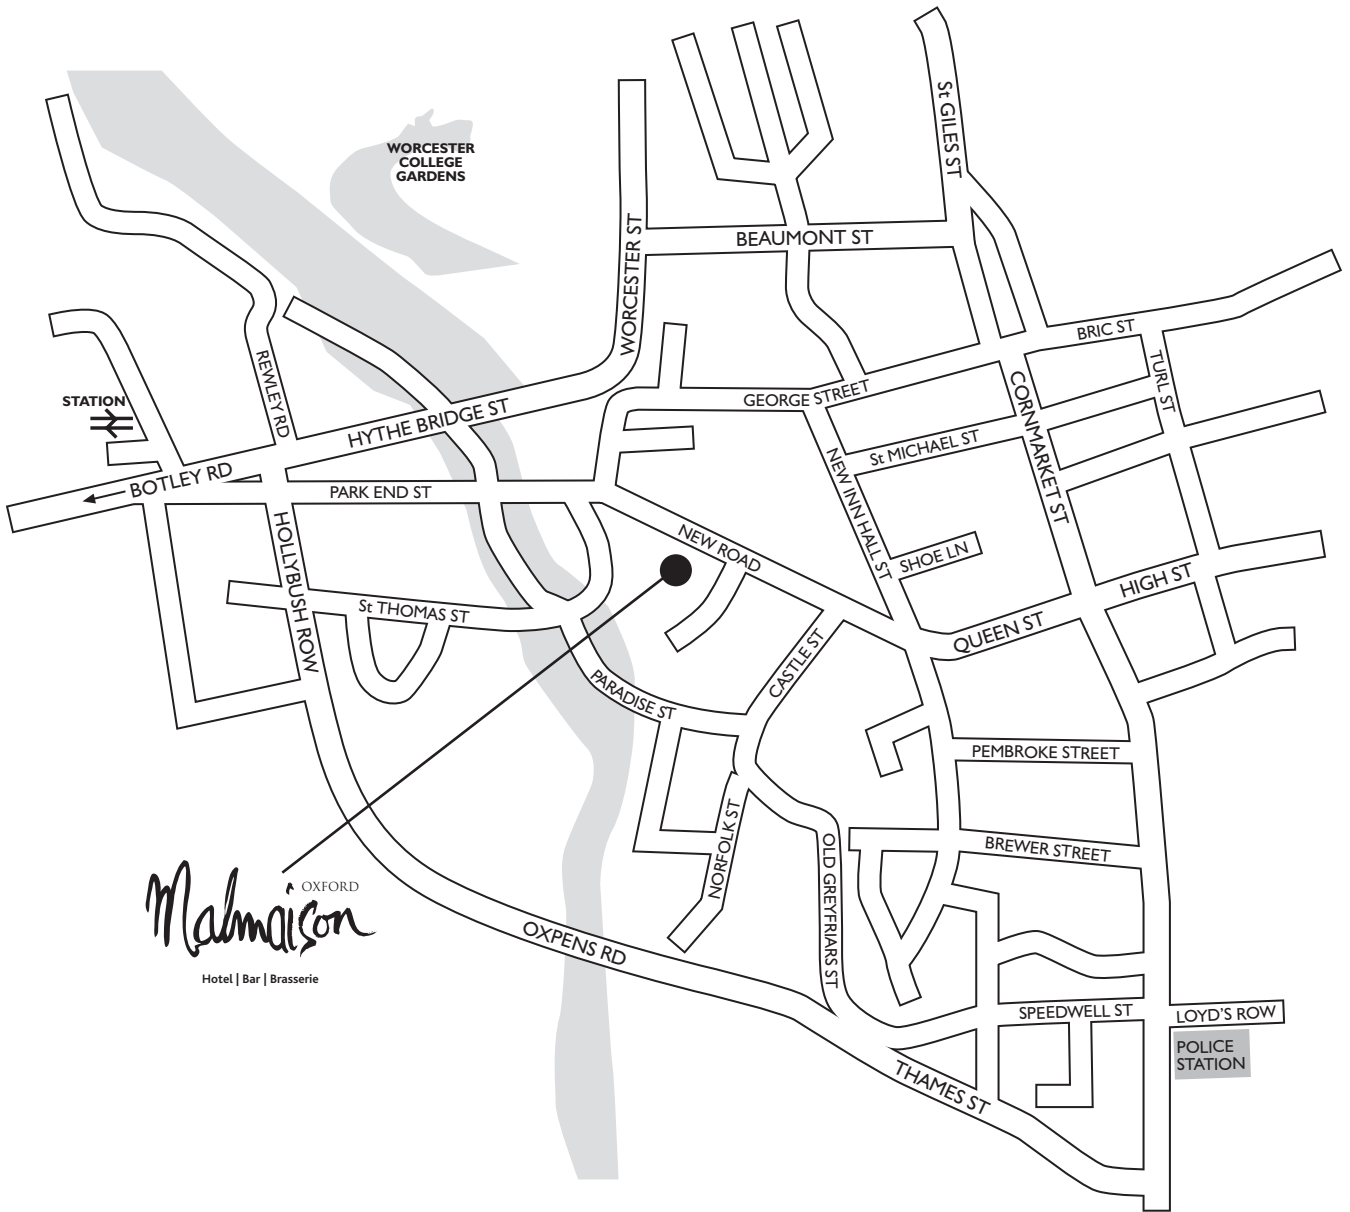 St GILES ST
WORCESTER
COLLEGE
GARDENS
WORCESTER ST
BEAUMONT ST
BRIC ST
TURL ST
REWLEY RD
STATION
HYTHE BRIDGE ST
GEORGE STREET
CORNMARKET ST
St MICHAEL ST
BOTLEY RD
PARK END ST
NEW INN HALL ST
HOLLYBUSH ROW
NEW ROAD
SHOE LN
HIGH ST
St THOMAS ST
QUEEN ST
CASTLE ST
PARADISE ST
PEMBROKE STREET
NORFOLK ST
OLD GREYFRIARS ST
BREWER STREET
OXFORD
Malmaison
Hotel | Bar | Brasserie
OXPENS RD
SPEEDWELL ST
LOYD'S ROW
POLICE
STATION
THAMES ST